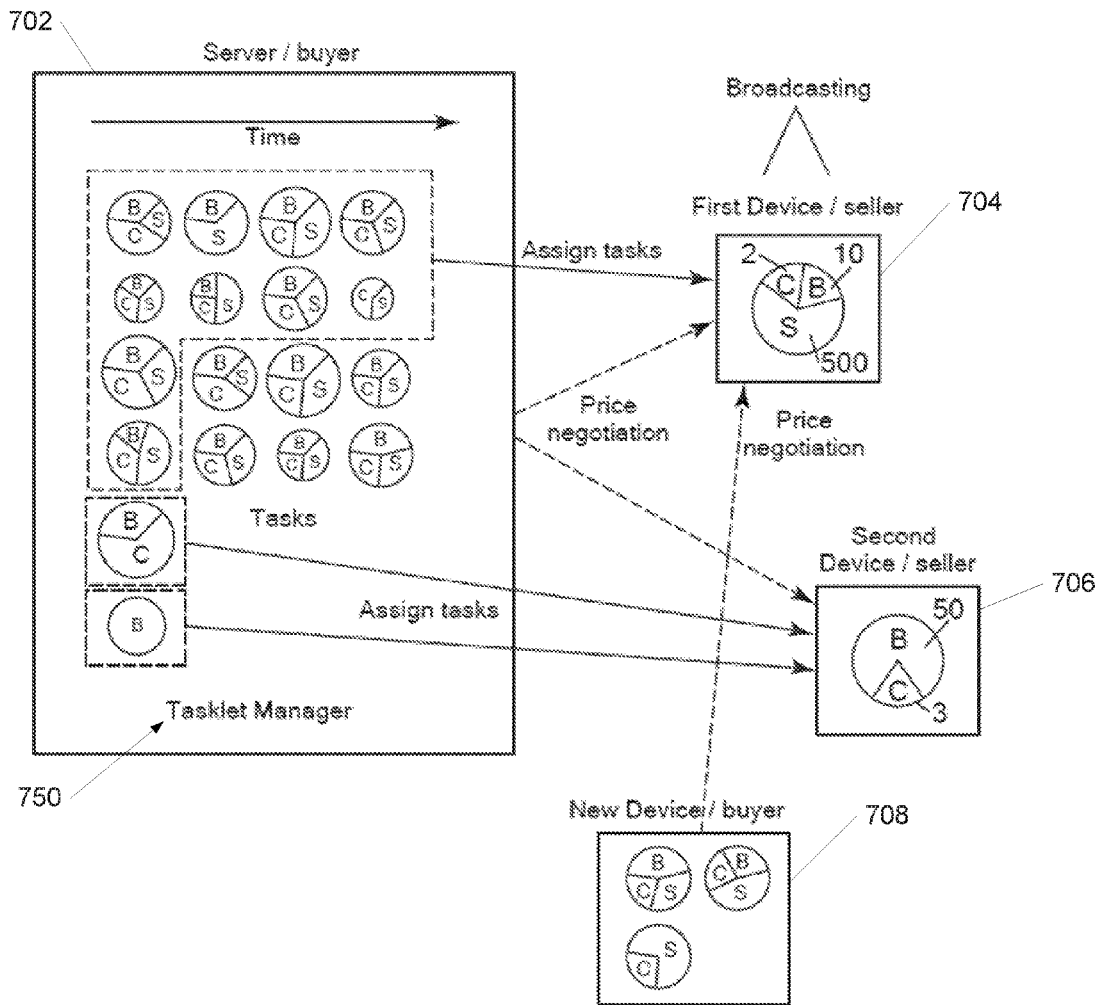 702
Server / buyer
Time
B S C
B S
B C S
B S C
B C S
B C S
B C S
C S
B C S
B S C
B C S
B C S
B C S
B C S
B C S
B C S
B C
B
Tasks
Tasklet Manager
750
Assign tasks
Price
negotiation
Assign tasks
Broadcasting
First Device / seller
704
2 10
C B
S
500
Price
negotiation
Second
Device / seller
706
50
B
C
3
New Device / buyer
708
B C S
C B S
C S